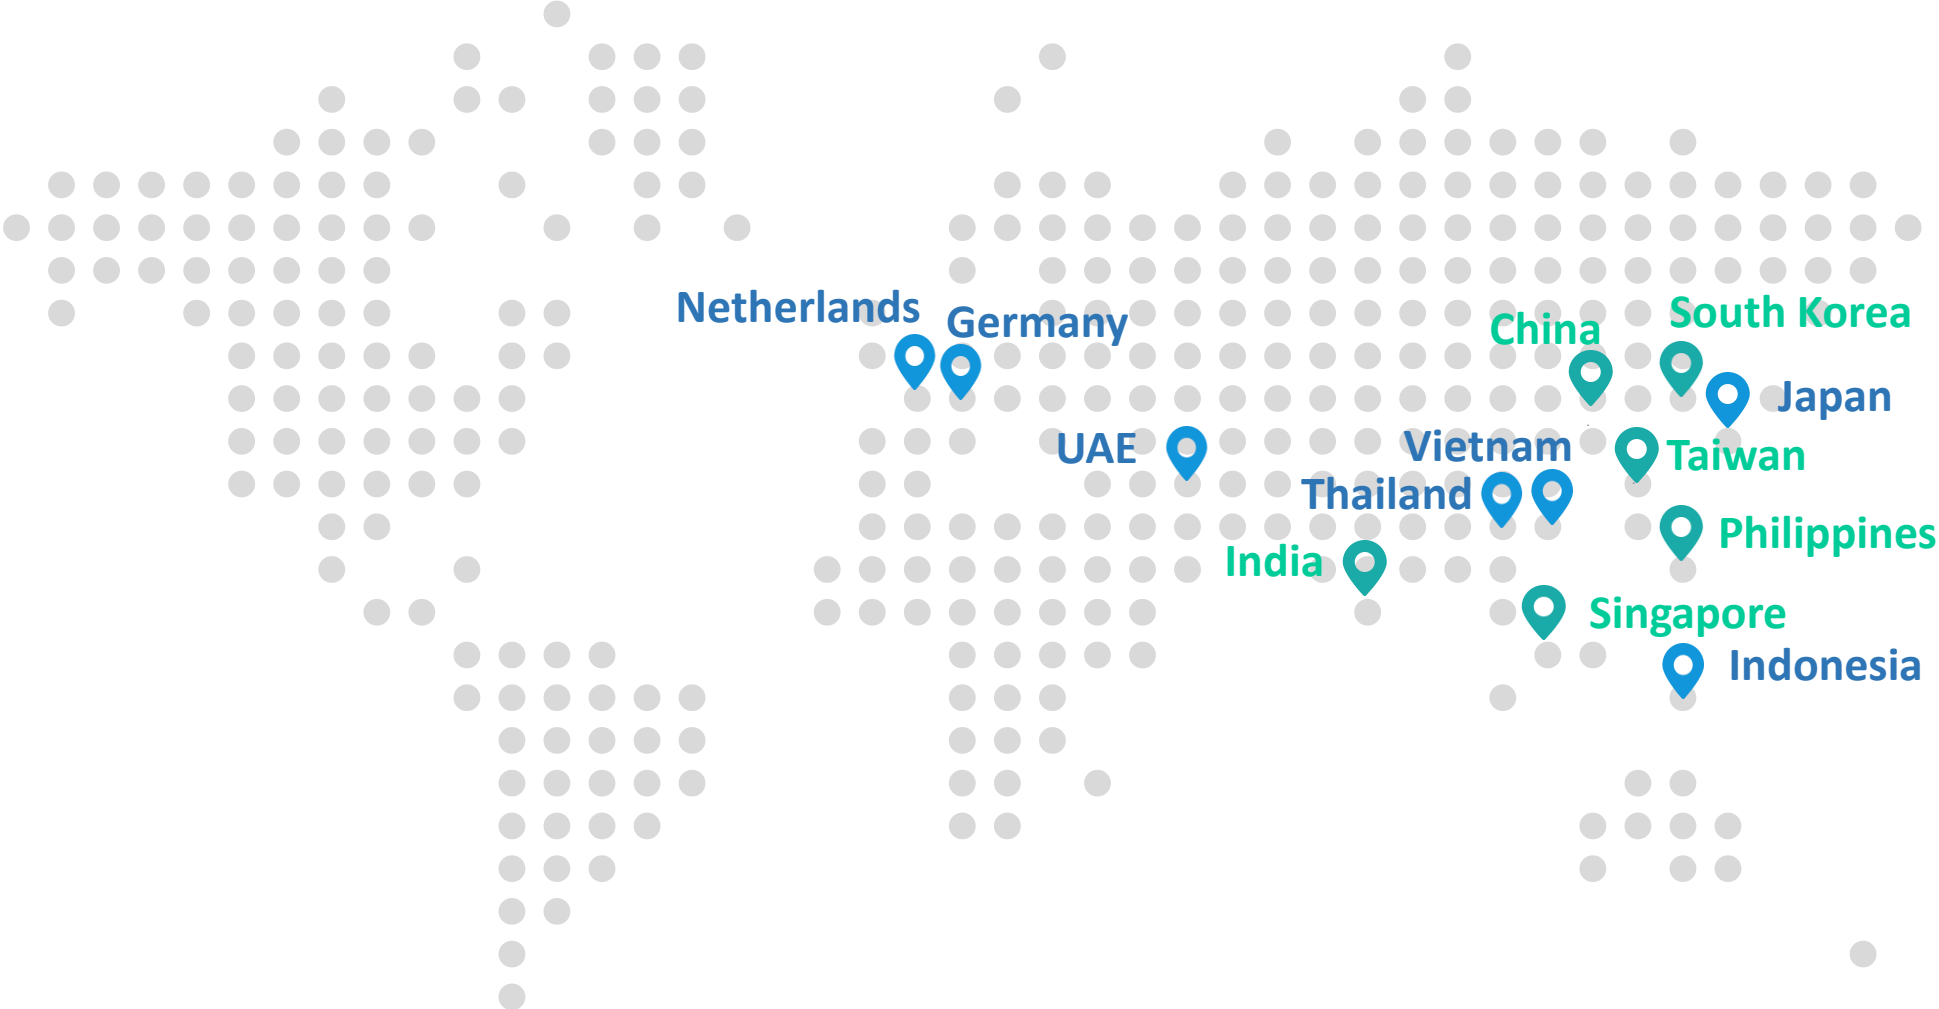 Netherlands
Germany
China
South Korea
Japan
UAE
Vietnam
Taiwan
Thailand
Philippines
India
Singapore
Indonesia